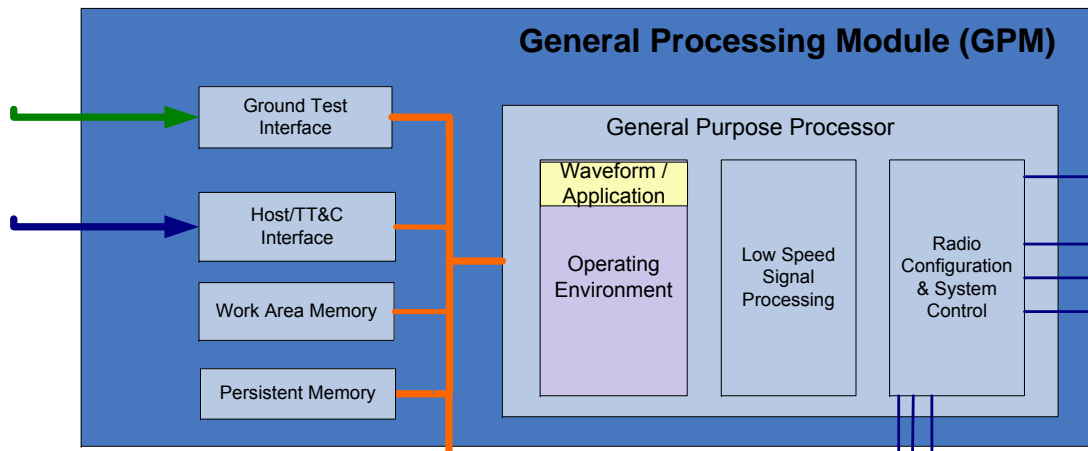 General Processing Module (GPM)
Ground Test
Interface
Host/TT&C
Interface
Work Area Memory
Persistent Memory
General Purpose Processor
Waveform /
Application
Operating
Environment
Low Speed
Signal
Processing
Radio
Configuration
& System
Control